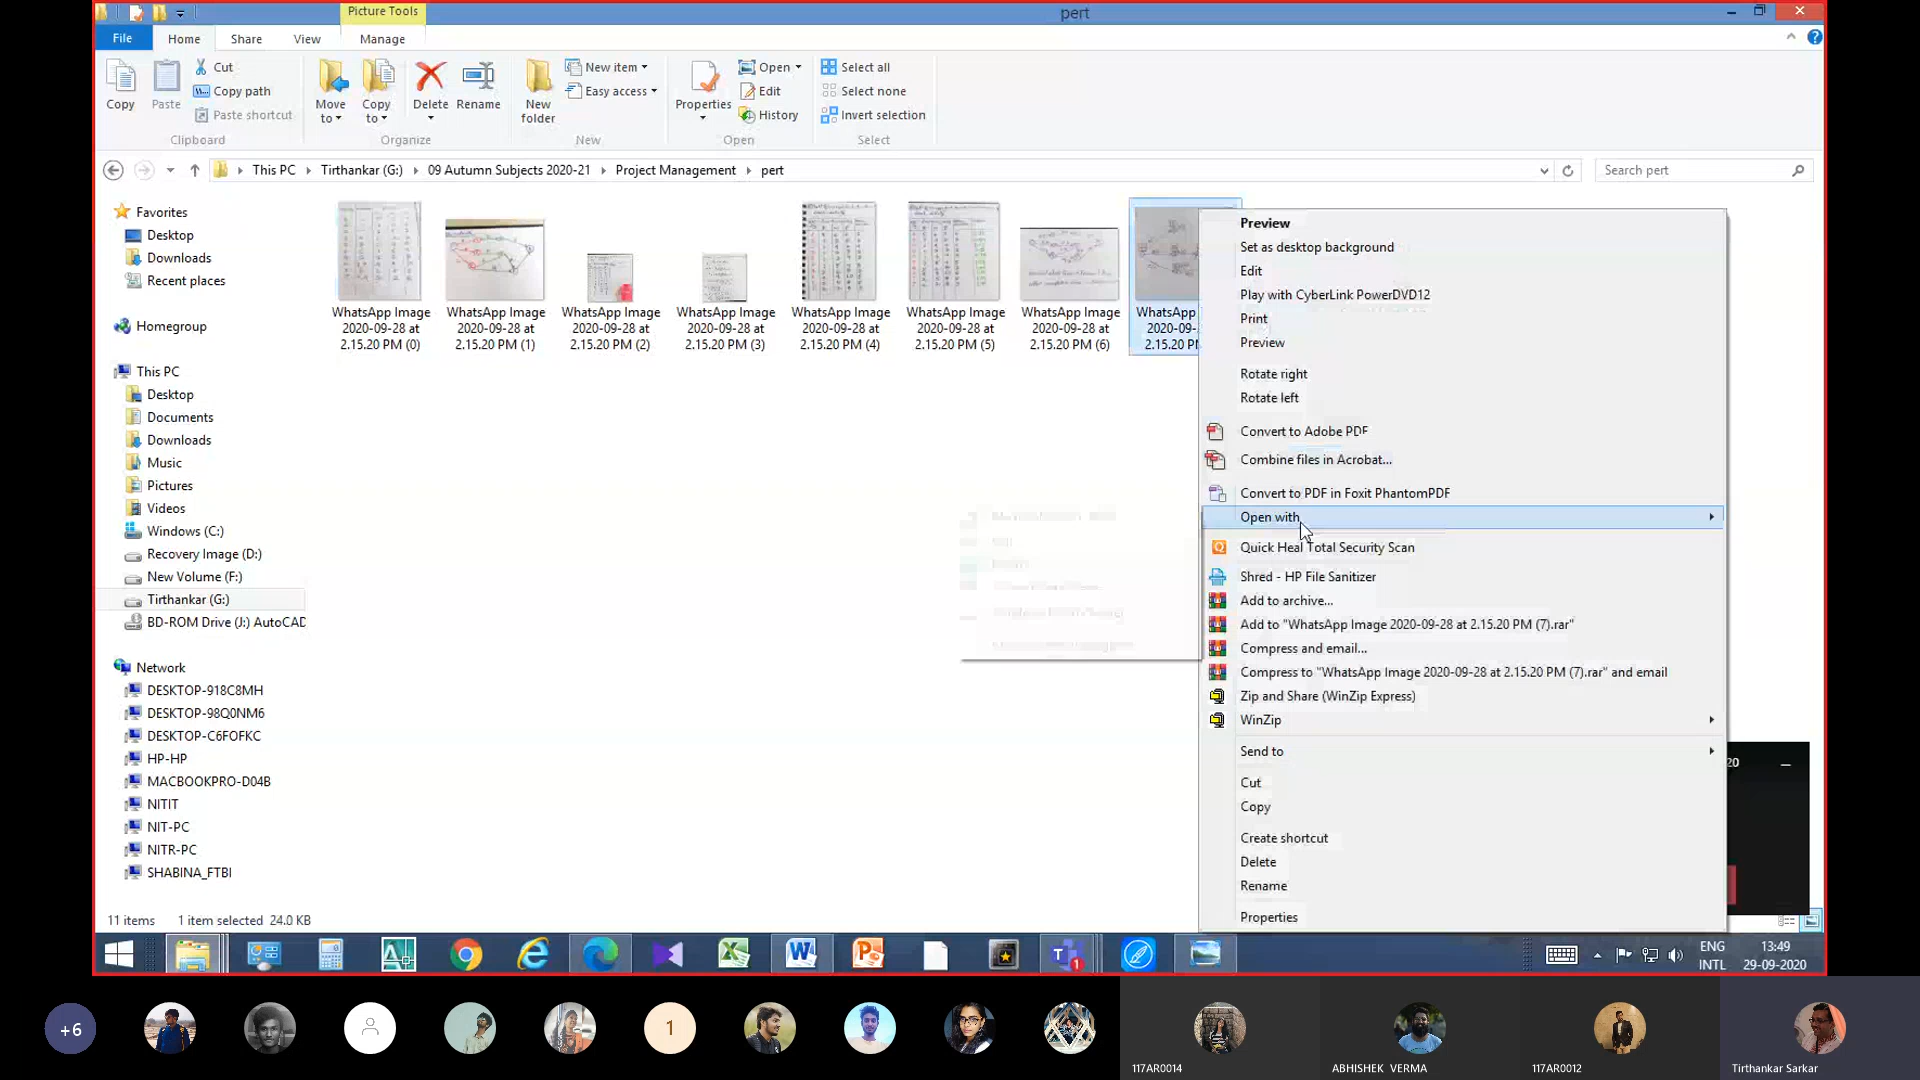 Picture Tools
pert
File
Home
Share
View
Manage
Copy
Paste
Cut
Copy path
Paste shortcut
Clipboard
Move to
Copy to
Delete
Rename
Organize
New folder
New item
Easy access
New
Properties
Open
Edit
History
Open
Select all
Select none
Invert selection
Select
This PC
Tirthankar (G:)
09 Autumn Subjects 2020-21
Project Management
pert
Search pert
Favorites
Desktop
Downloads
Recent places
Homegroup
This PC
Desktop
Documents
Downloads
Music
Pictures
Videos
Windows (C:)
Recovery Image (D:)
New Volume (F:)
Tirthankar (G:)
BD-ROM Drive (J:) AutoCAD
Network
DESKTOP-918C8MH
DESKTOP-98Q0NM6
DESKTOP-C6FOFKC
HP-HP
MACBOOKPRO-D04B
NITIT
NIT-PC
NITR-PC
SHABINA_FTBI
WhatsApp Image
2020-09-28 at
2.15.20 PM (0)
WhatsApp Image
2020-09-28 at
2.15.20 PM (1)
WhatsApp Image
2020-09-28 at
2.15.20 PM (2)
WhatsApp Image
2020-09-28 at
2.15.20 PM (3)
WhatsApp Image
2020-09-28 at
2.15.20 PM (4)
WhatsApp Image
2020-09-28 at
2.15.20 PM (5)
WhatsApp Image
2020-09-28 at
2.15.20 PM (6)
WhatsApp
2020-09-
2.15.20 P
Preview
Set as desktop background
Edit
Play with CyberLink PowerDVD12
Print
Preview
Rotate right
Rotate left
Convert to Adobe PDF
Combine files in Acrobat...
Convert to PDF in Foxit PhantomPDF
Open with
Quick Heal Total Security Scan
Shred - HP File Sanitizer
Add to archive...
Add to "WhatsApp Image 2020-09-28 at 2.15.20 PM (7).rar"
Compress and email...
Compress to "WhatsApp Image 2020-09-28 at 2.15.20 PM (7).rar" and email
Zip and Share (WinZip Express)
WinZip
Send to
Cut
Copy
Create shortcut
Delete
Rename
Properties
20
11 items 1 item selected 24.0 KB
ENG
INTL
13:49
29-09-2020
+6
1
117AR0014
ABHISHEK VERMA
117AR0012
Tirthankar Sarkar